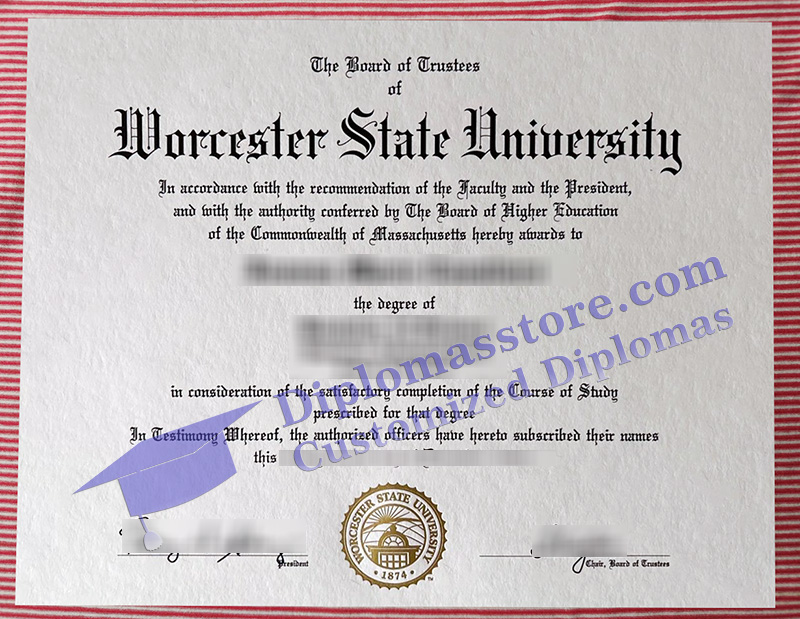 The Board of Trustees
of
Worcester State University
In accordance with the recommendation of the Faculty and the President,
and with the authority conferred by The Board of Higher Education
of the Commonwealth of Massachusetts hereby awards to
the degree of
in consideration of the satisfactory completion of the Course of Study
prescribed for that degree
In Testimony Whereof, the authorized officers have hereto subscribed their names
this
President
WORCESTER STATE UNIVERSITY
· 1874 ·
TM
Chair, Board of Trustees
Diplomasstore.com
Customized Diplomas